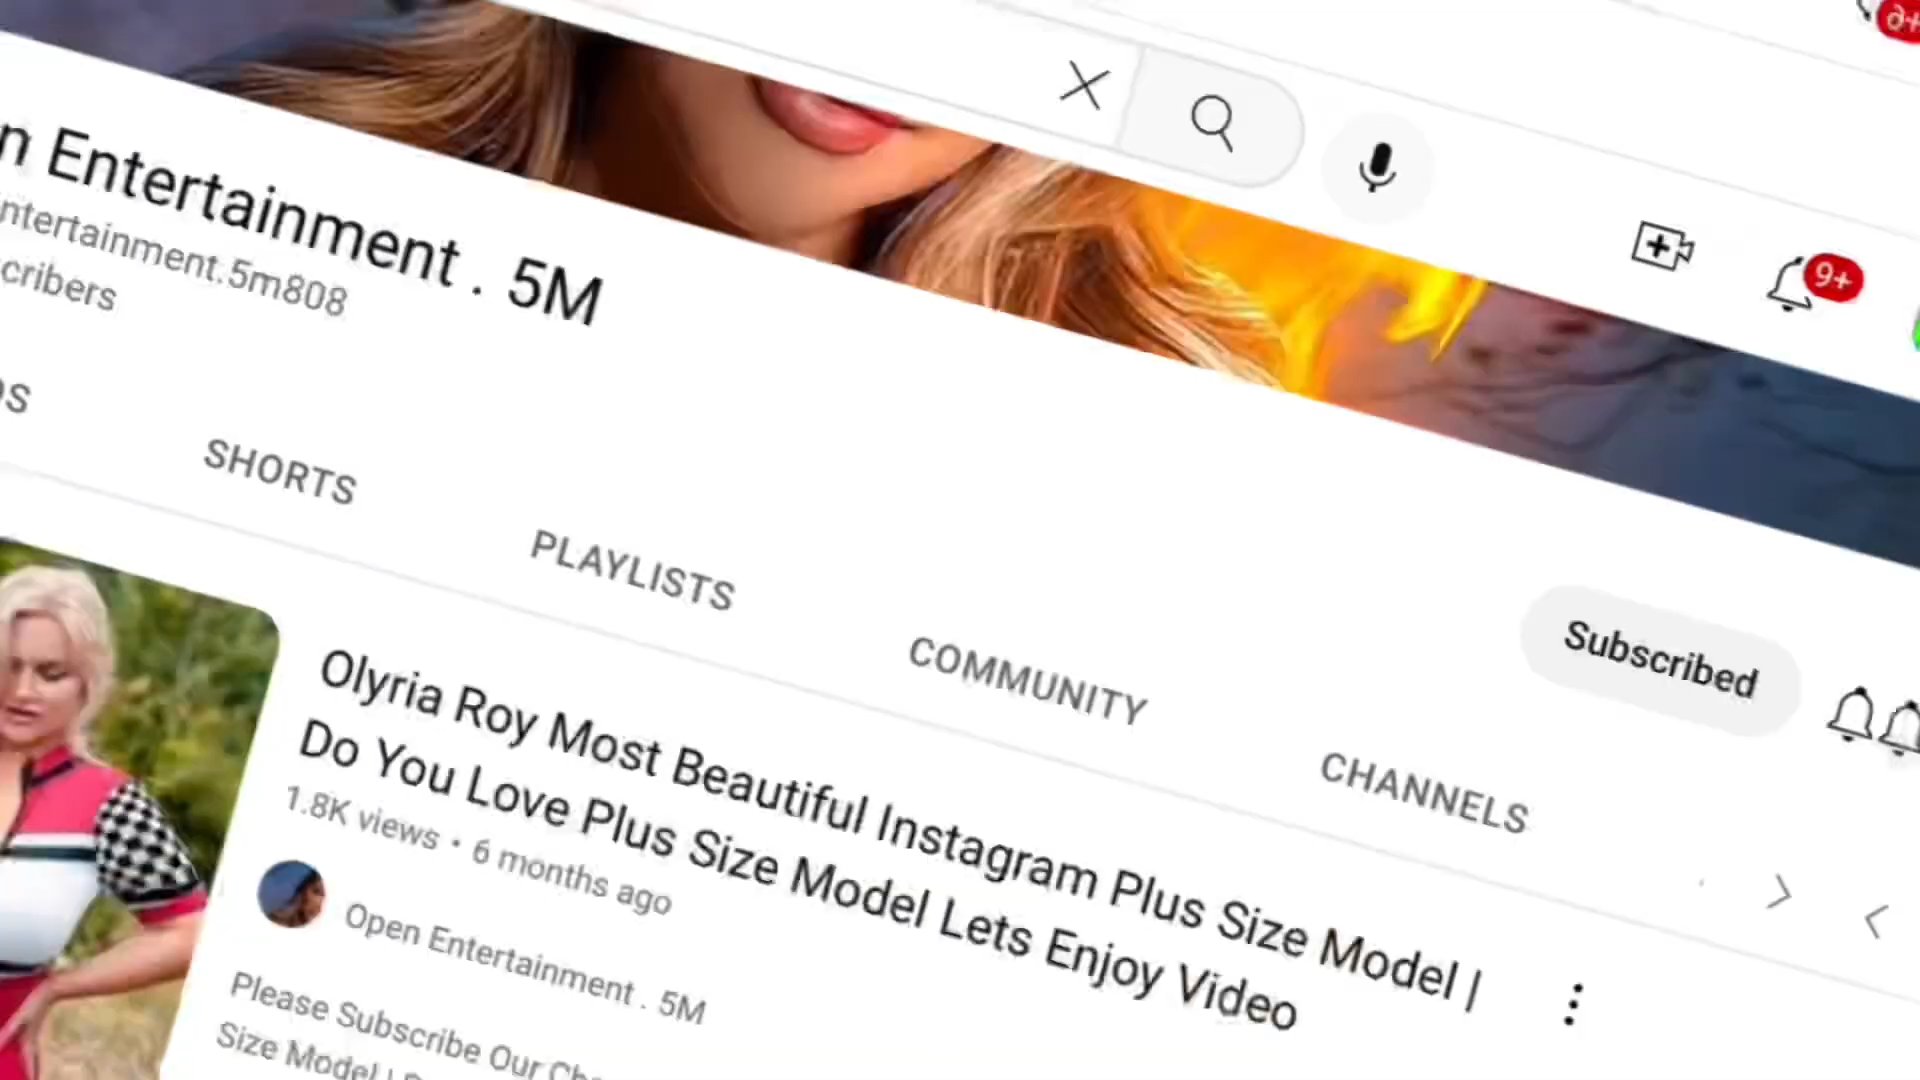 9+
n Entertainment . 5M
ntertainment.5m808
cribers
SHORTS
PLAYLISTS
COMMUNITY
CHANNELS
Subscribed
Olyria Roy Most Beautiful Instagram Plus Size Model |
Do You Love Plus Size Model Lets Enjoy Video
1.8K views • 6 months ago
Open Entertainment . 5M
Please Subscribe Our
Size Model |